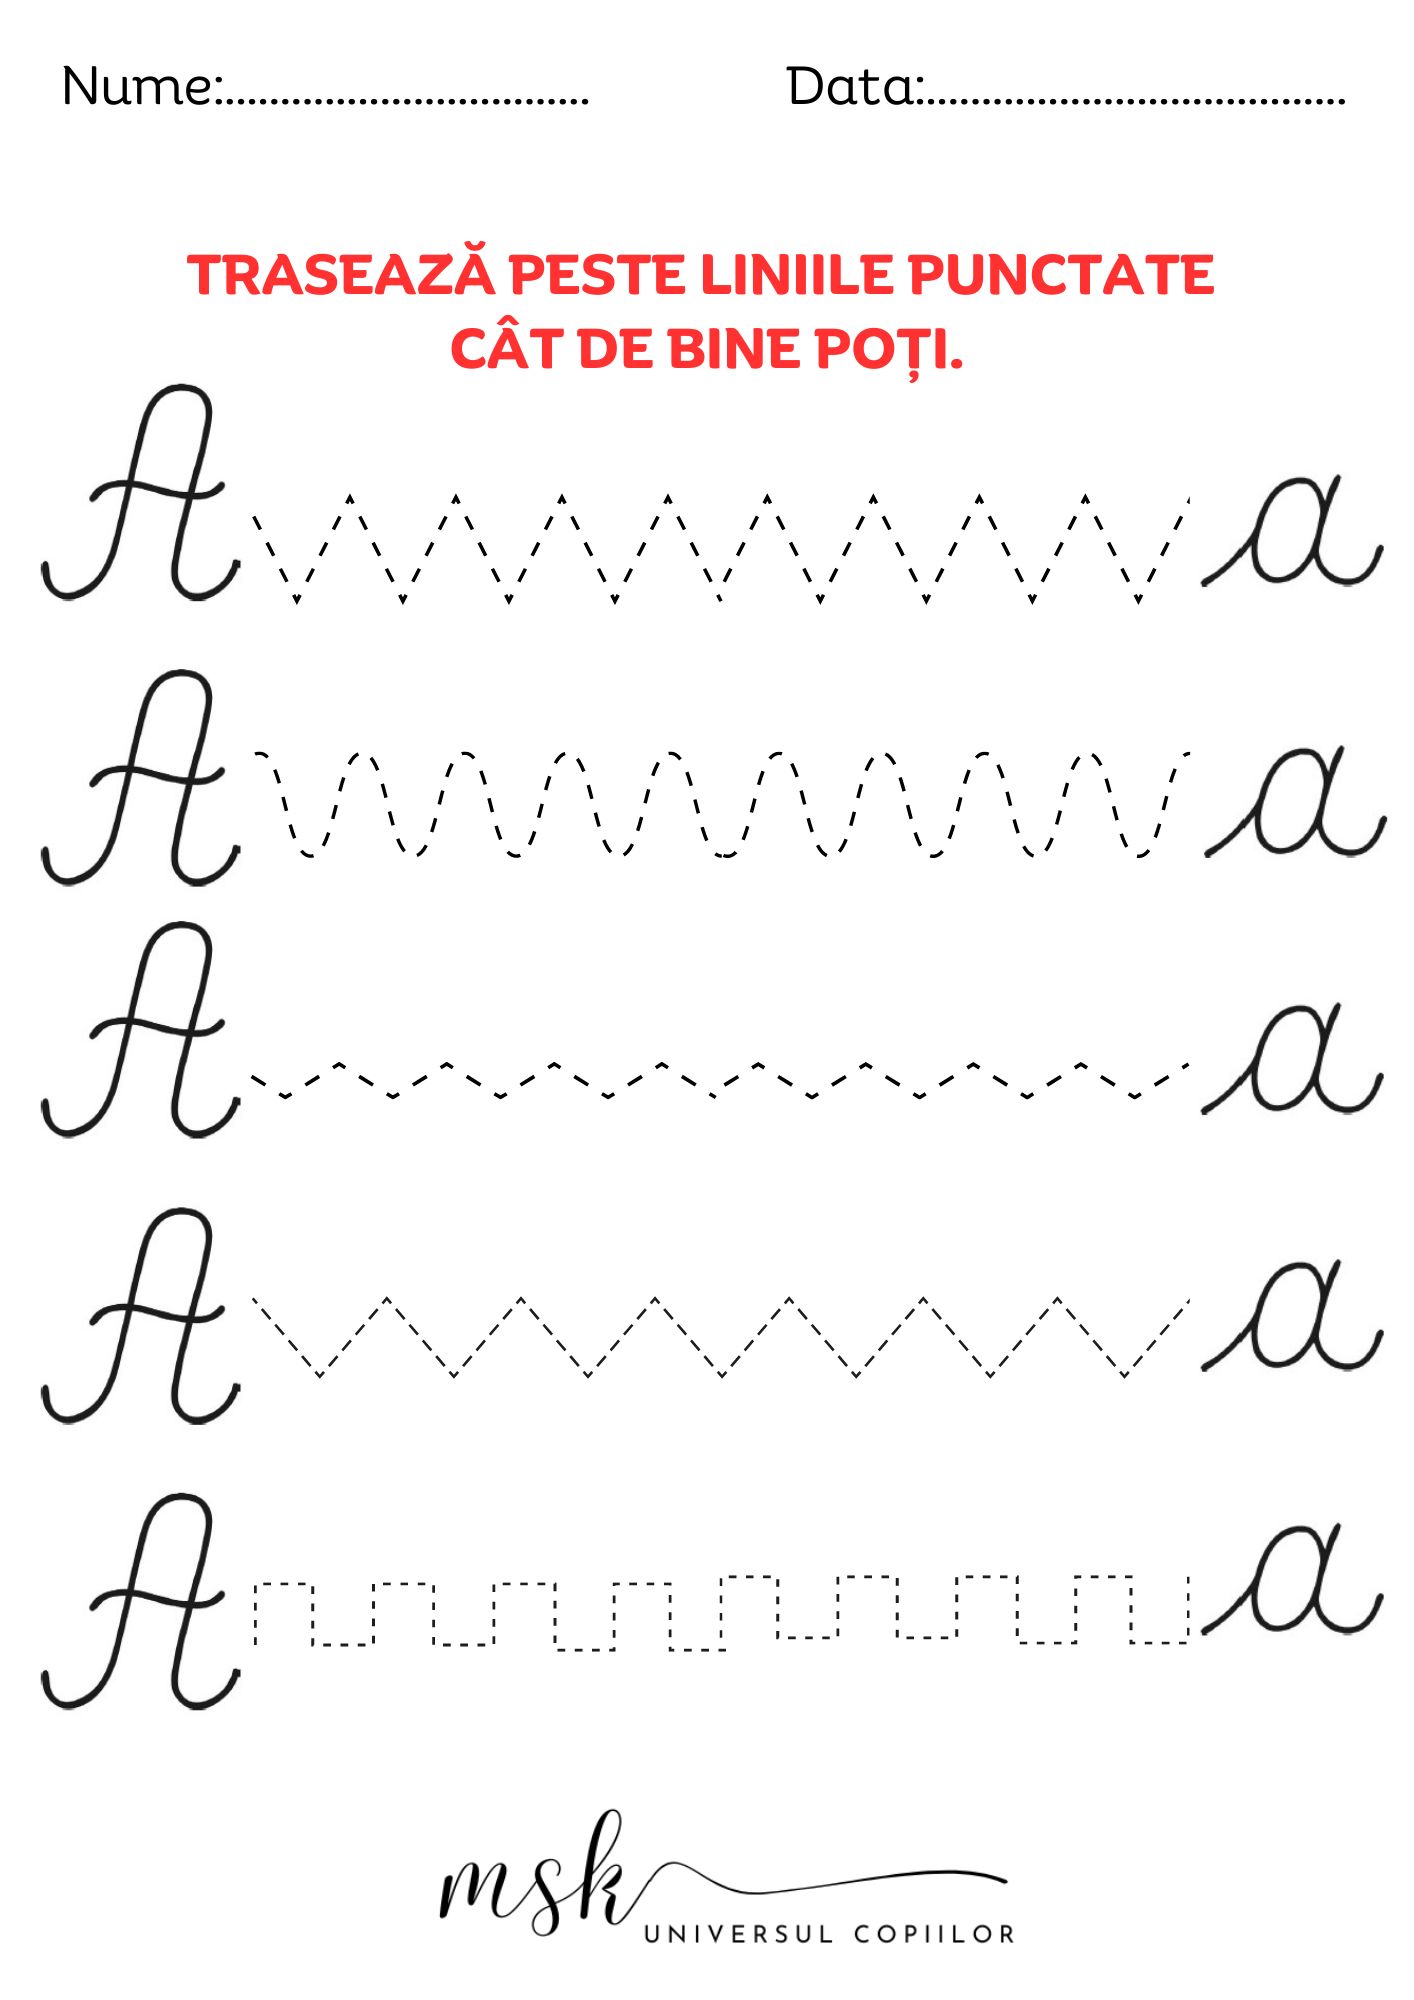 Nume:................................. Data:......................................
TRASEAZĂ PESTE LINIILE PUNCTATE
CÂT DE BINE POȚI.
A a
A a
A a
A a
A a
msk
UNIVERSUL COPIILOR